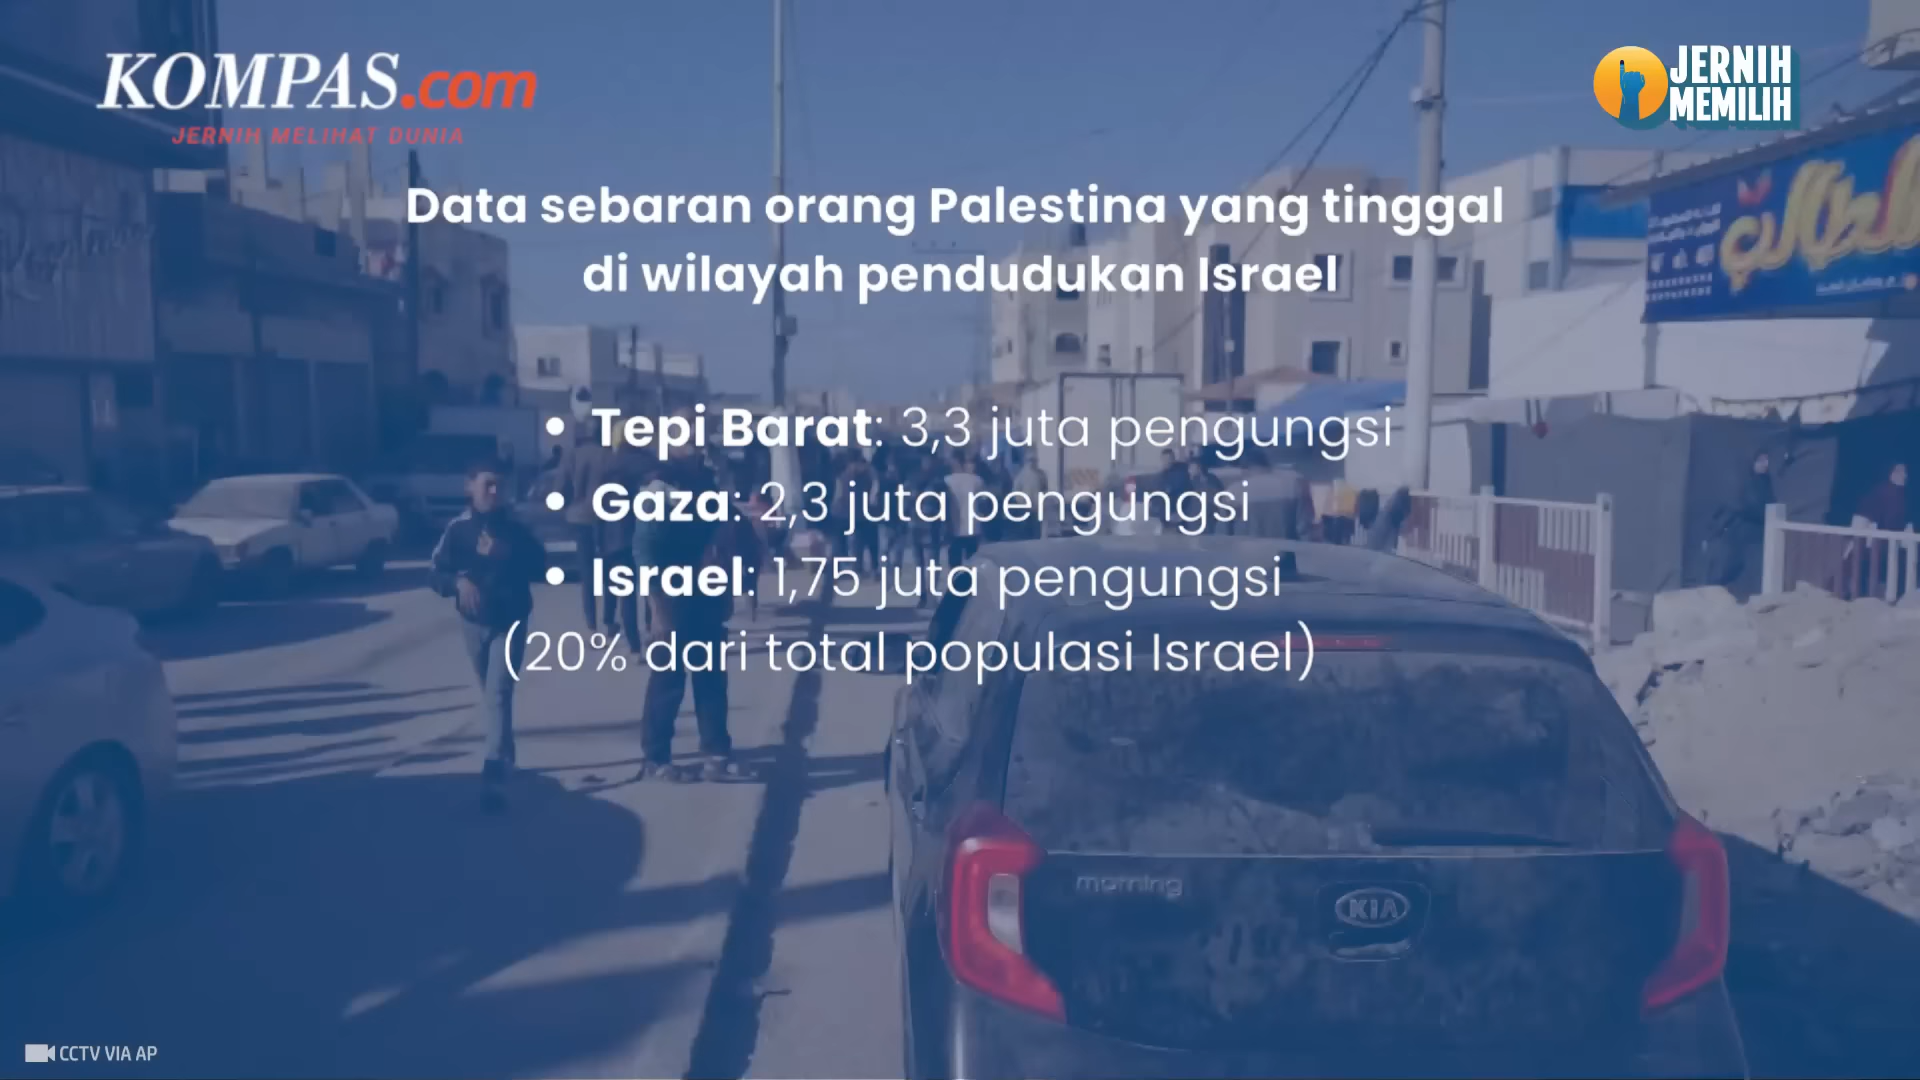 KOMPAS.com
JERNIH MELIHAT DUNIA
JERNIH
MEMILIH
Data sebaran orang Palestina yang tinggal
di wilayah pendudukan Israel
• Tepi Barat: 3,3 juta pengungsi
• Gaza: 2,3 juta pengungsi
• Israel: 1,75 juta pengungsi
(20% dari total populasi Israel)
morning
KIA
CCTV VIA AP